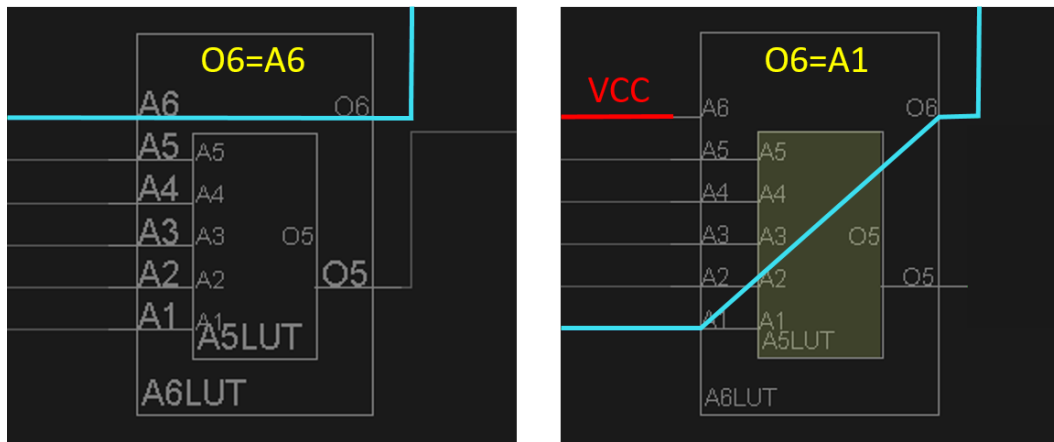 O6=A6
A6 O6
A5 A5
A4 A4
A3 A3 O5
A2 A2 O5
A1 A1
A5LUT
A6LUT
O6=A1
VCC
A6 O6
A5 A5
A4 A4
A3 A3 O5
A2 A2 O5
A1 A1
A5LUT
A6LUT